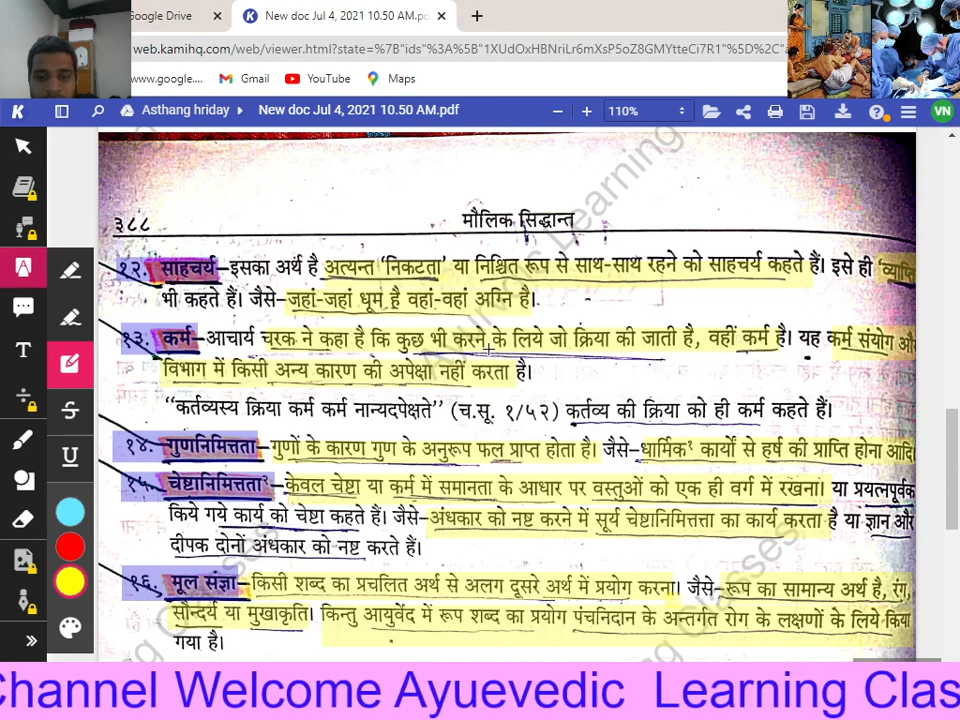 Google Drive × New doc Jul 4, 2021 10.50 AM.pdf × +
web.kamihq.com/web/viewer.html?state=%7B"ids"%3A%5B"1XUdOxHBNriLr6mXsP5oZ8GMYtteCi7R1"%5D%2C"a
www.google.... Gmail YouTube Maps
K Asthang hriday New doc Jul 4, 2021 10.50 AM.pdf − + 110% VN
३८८ मौलिक सिद्धान्त
१२. साहचर्य–इसका अर्थ है अत्यन्त 'निकटता' या निश्चित रूप से साथ-साथ रहने को साहचर्य कहते हैं। इसे ही 'व्याप्ति'
भी कहते हैं। जैसे– जहां-जहां धूम है वहां-वहां अग्नि है।
१३. कर्म–आचार्य चरक ने कहा है कि कुछ भी करने के लिये जो क्रिया की जाती है, वहीं कर्म है। यह कर्म संयोग और
विभाग में किसी अन्य कारण को अपेक्षा नहीं करता है।
"कर्तव्यस्य क्रिया कर्म कर्म नान्यदपेक्षते" (च.सू. १/५२) कर्तव्य की क्रिया को ही कर्म कहते हैं।
१४. गुणनिमित्तता–गुणों के कारण गुण के अनुरूप फल प्राप्त होता है। जैसे–धार्मिक१ कार्यों से हर्ष की प्राप्ति होना आदि
१५. चेष्टानिमित्तता२–केवल चेष्टा या कर्म में समानता के आधार पर वस्तुओं को एक ही वर्ग में रखना। या प्रयत्नपूर्वक
किये गये कार्य को चेष्टा कहते हैं। जैसे–अंधकार को नष्ट करने में सूर्य चेष्टानिमित्तता का कार्य करता है या ज्ञान और
दीपक दोनों अंधकार को नष्ट करते हैं।
१६. मूल संज्ञा–किसी शब्द का प्रचलित अर्थ से अलग दूसरे अर्थ में प्रयोग करना। जैसे–रूप का सामान्य अर्थ है, रंग,
सौन्दर्य या मुखाकृति। किन्तु आयुर्वेद में रूप शब्द का प्रयोग पंचनिदान के अन्तर्गत रोग के लक्षणों के लिये किया
गया है।
Channel Welcome Ayuevedic Learning Clas